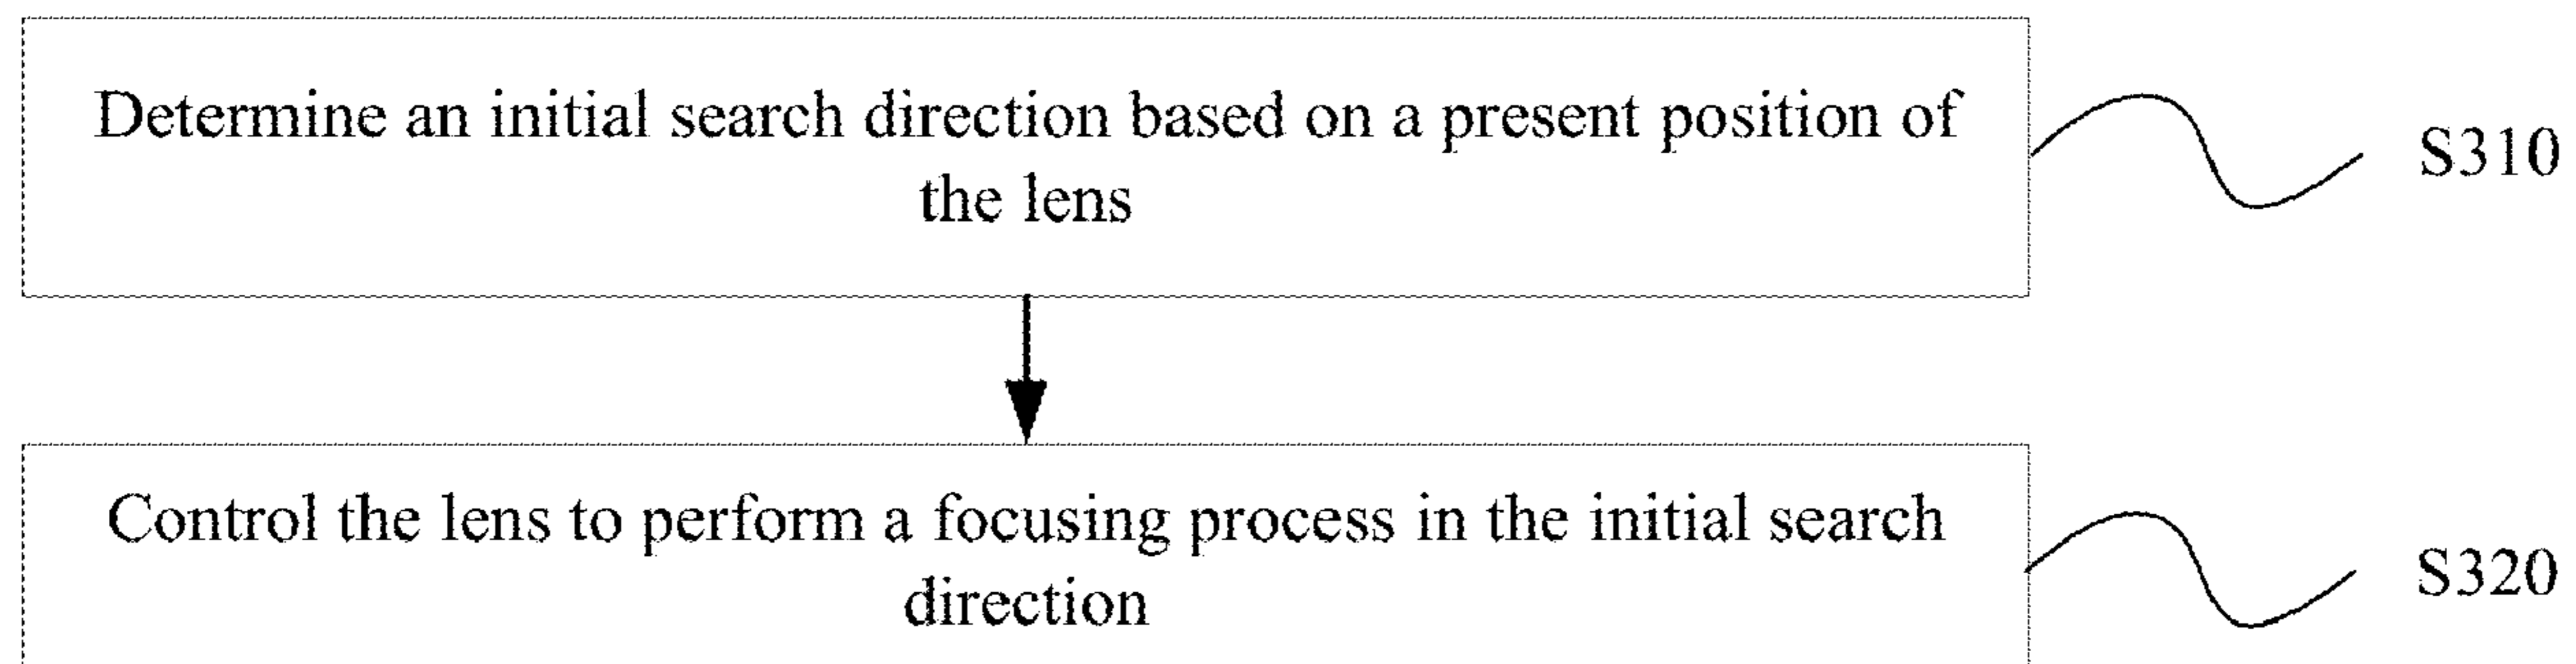 Determine an initial search direction based on a present position of
the lens
S310
Control the lens to perform a focusing process in the initial search
direction
S320